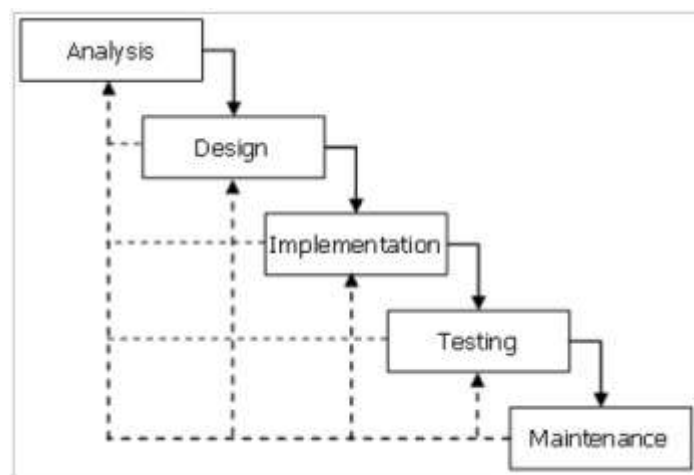 Analysis
Design
Implementation
Testing
Maintenance